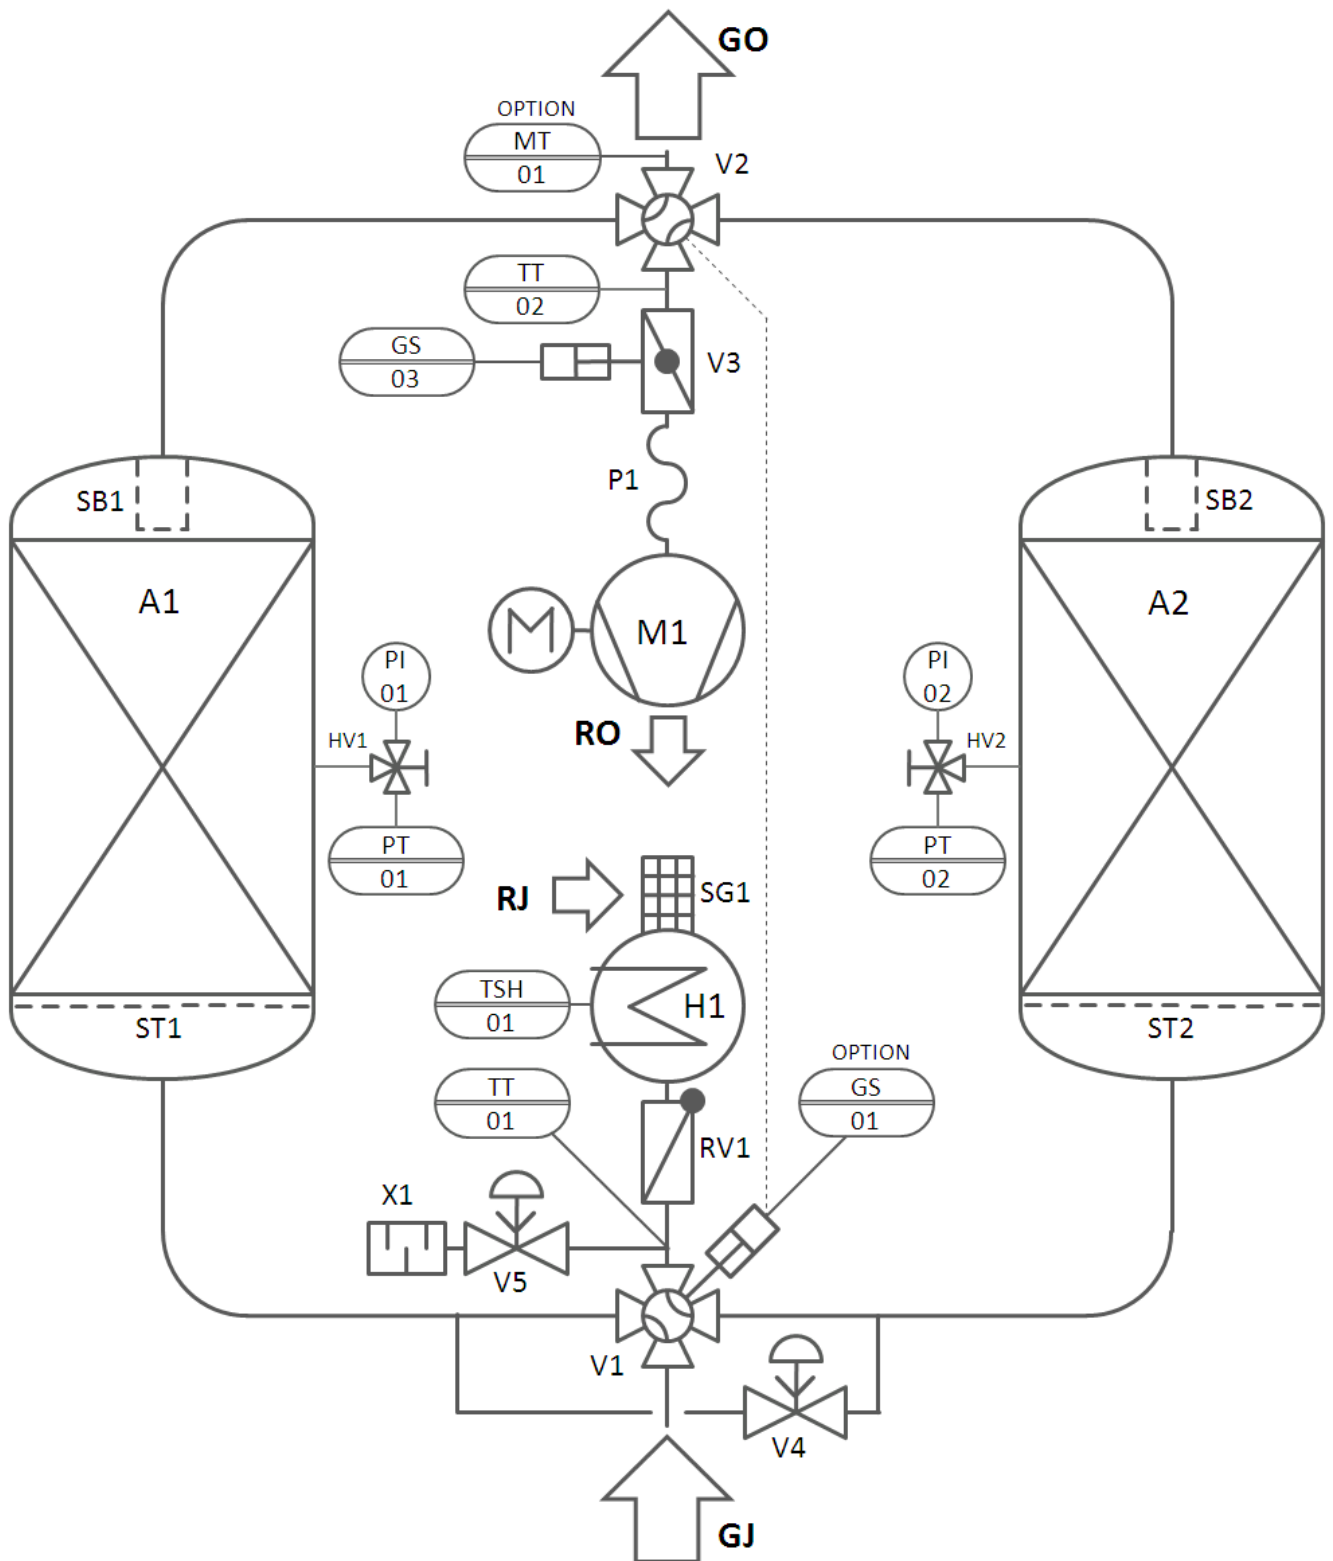 GO
OPTION
MT
01
V2
TT
02
GS
03
V3
P1
SB1
SB2
A1
A2
M
M1
PI
01
PI
02
RO
HV1
HV2
PT
01
PT
02
RJ
SG1
TSH
01
H1
ST1
ST2
OPTION
TT
01
GS
01
RV1
X1
V5
V1
V4
GJ